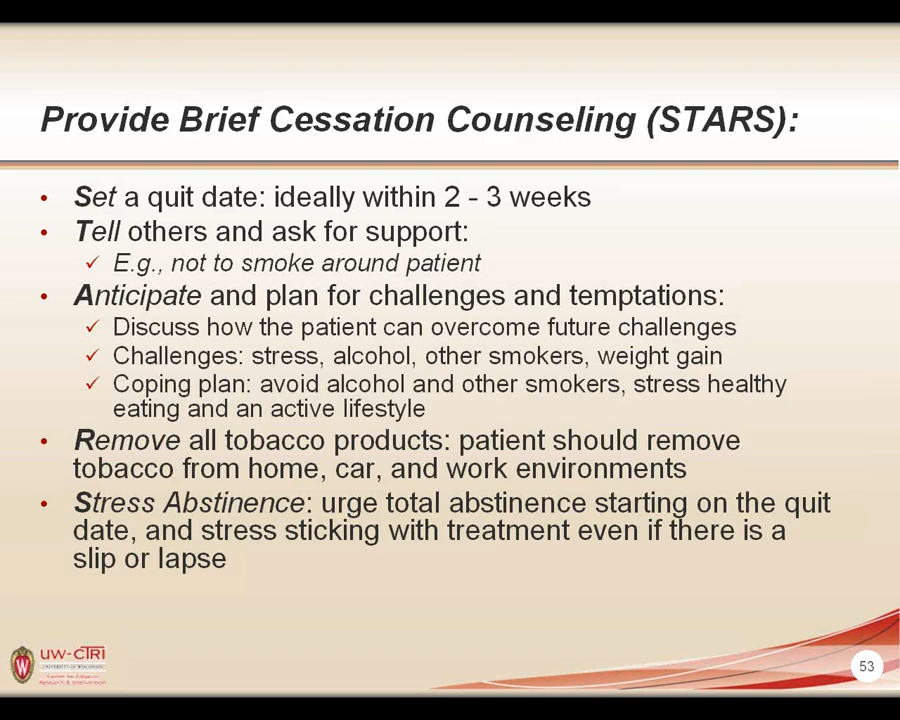 Provide Brief Cessation Counseling (STARS):
• Set a quit date: ideally within 2 - 3 weeks
• Tell others and ask for support:
✓ E.g., not to smoke around patient
• Anticipate and plan for challenges and temptations:
✓ Discuss how the patient can overcome future challenges
✓ Challenges: stress, alcohol, other smokers, weight gain
✓ Coping plan: avoid alcohol and other smokers, stress healthy
eating and an active lifestyle
• Remove all tobacco products: patient should remove
tobacco from home, car, and work environments
• Stress Abstinence: urge total abstinence starting on the quit
date, and stress sticking with treatment even if there is a
slip or lapse
UW-CTRI
UNIVERSITY OF WISCONSIN
Center for Tobacco
Research & Intervention
53